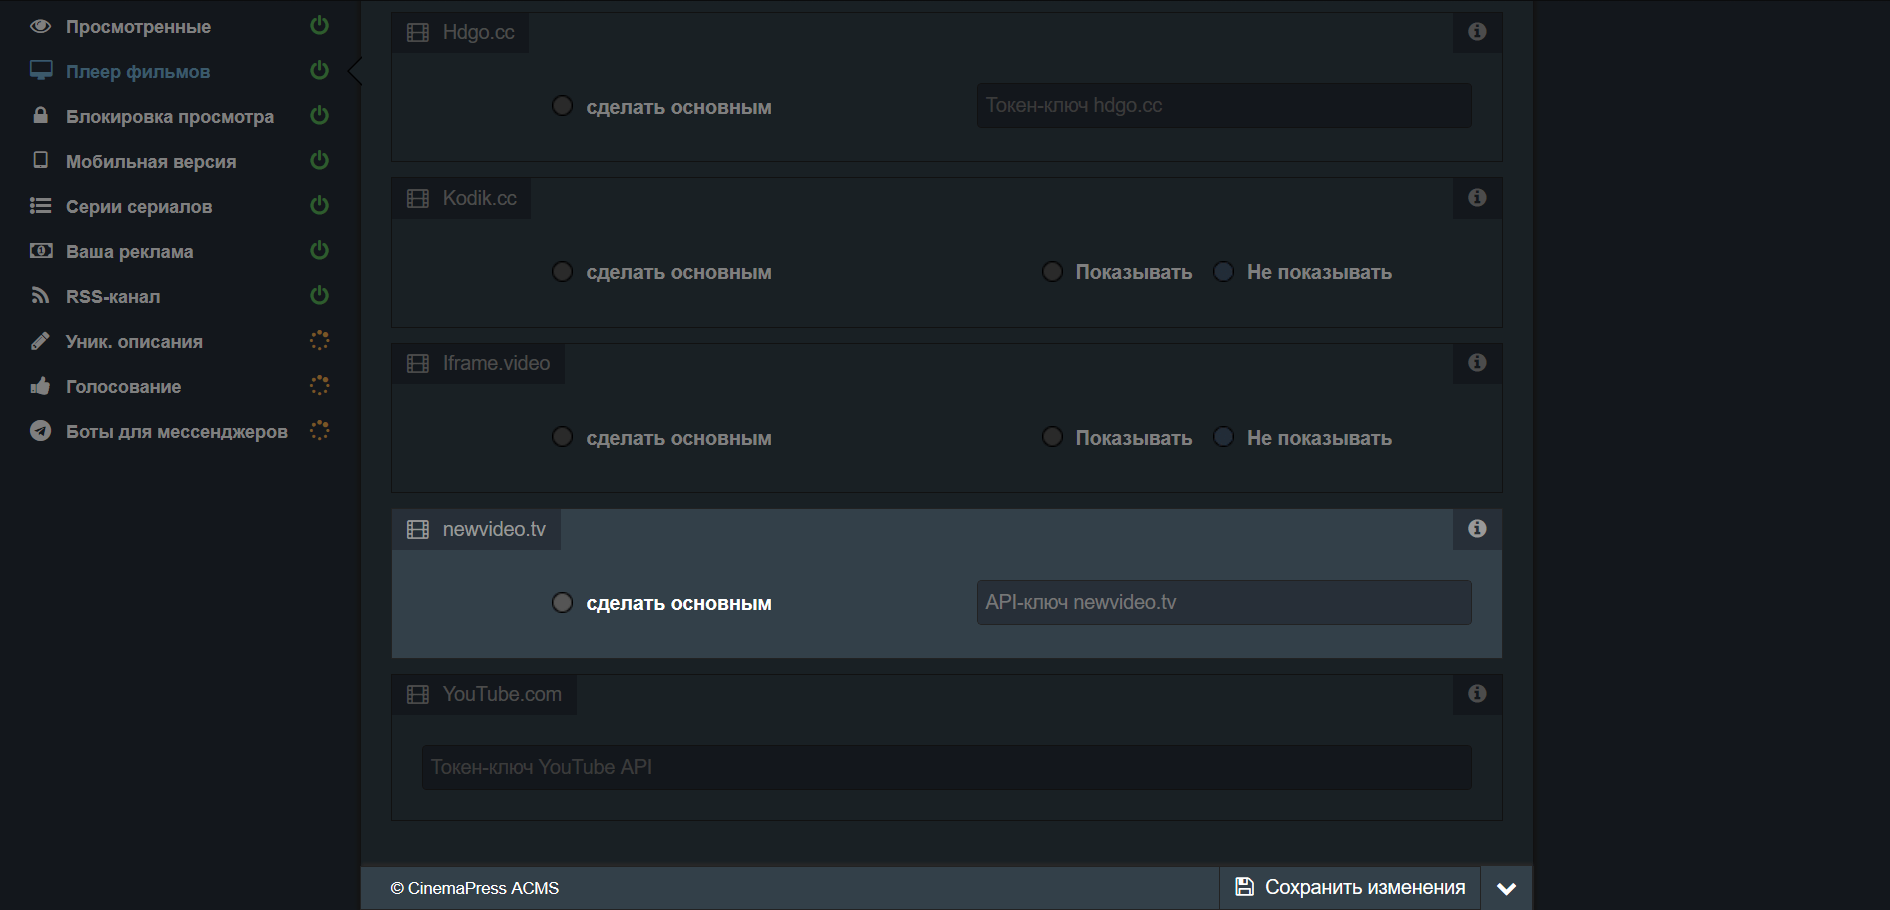 Просмотренные
Плеер фильмов
Блокировка просмотра
Мобильная версия
Серии сериалов
Ваша реклама
RSS-канал
Уник. описания
Голосование
Боты для мессенджеров
Hdgo.cc
сделать основным
Токен-ключ hdgo.cc
Kodik.cc
сделать основным
Показывать
Не показывать
Iframe.video
сделать основным
Показывать
Не показывать
newvideo.tv
сделать основным
API-ключ newvideo.tv
YouTube.com
Токен-ключ YouTube API
© CinemaPress ACMS
Сохранить изменения